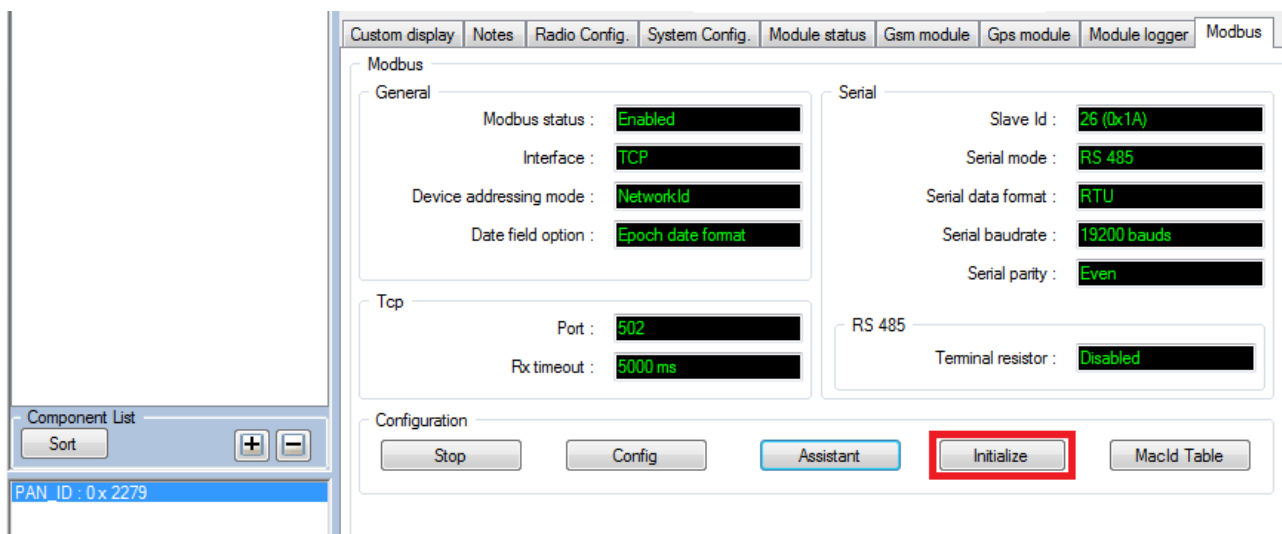 Custom display Notes Radio Config. System Config. Module status Gsm module Gps module Module logger Modbus
Modbus
General
Modbus status : Enabled
Interface : TCP
Device addressing mode : NetworkId
Date field option : Epoch date format
Serial
Slave Id : 26 (0x1A)
Serial mode : RS 485
Serial data format : RTU
Serial baudrate : 19200 bauds
Serial parity : Even
Tcp
Port : 502
Rx timeout : 5000 ms
RS 485
Terminal resistor : Disabled
Configuration
Stop Config Assistant Initialize MacId Table
Component List
Sort + −
PAN_ID : 0 x 2279